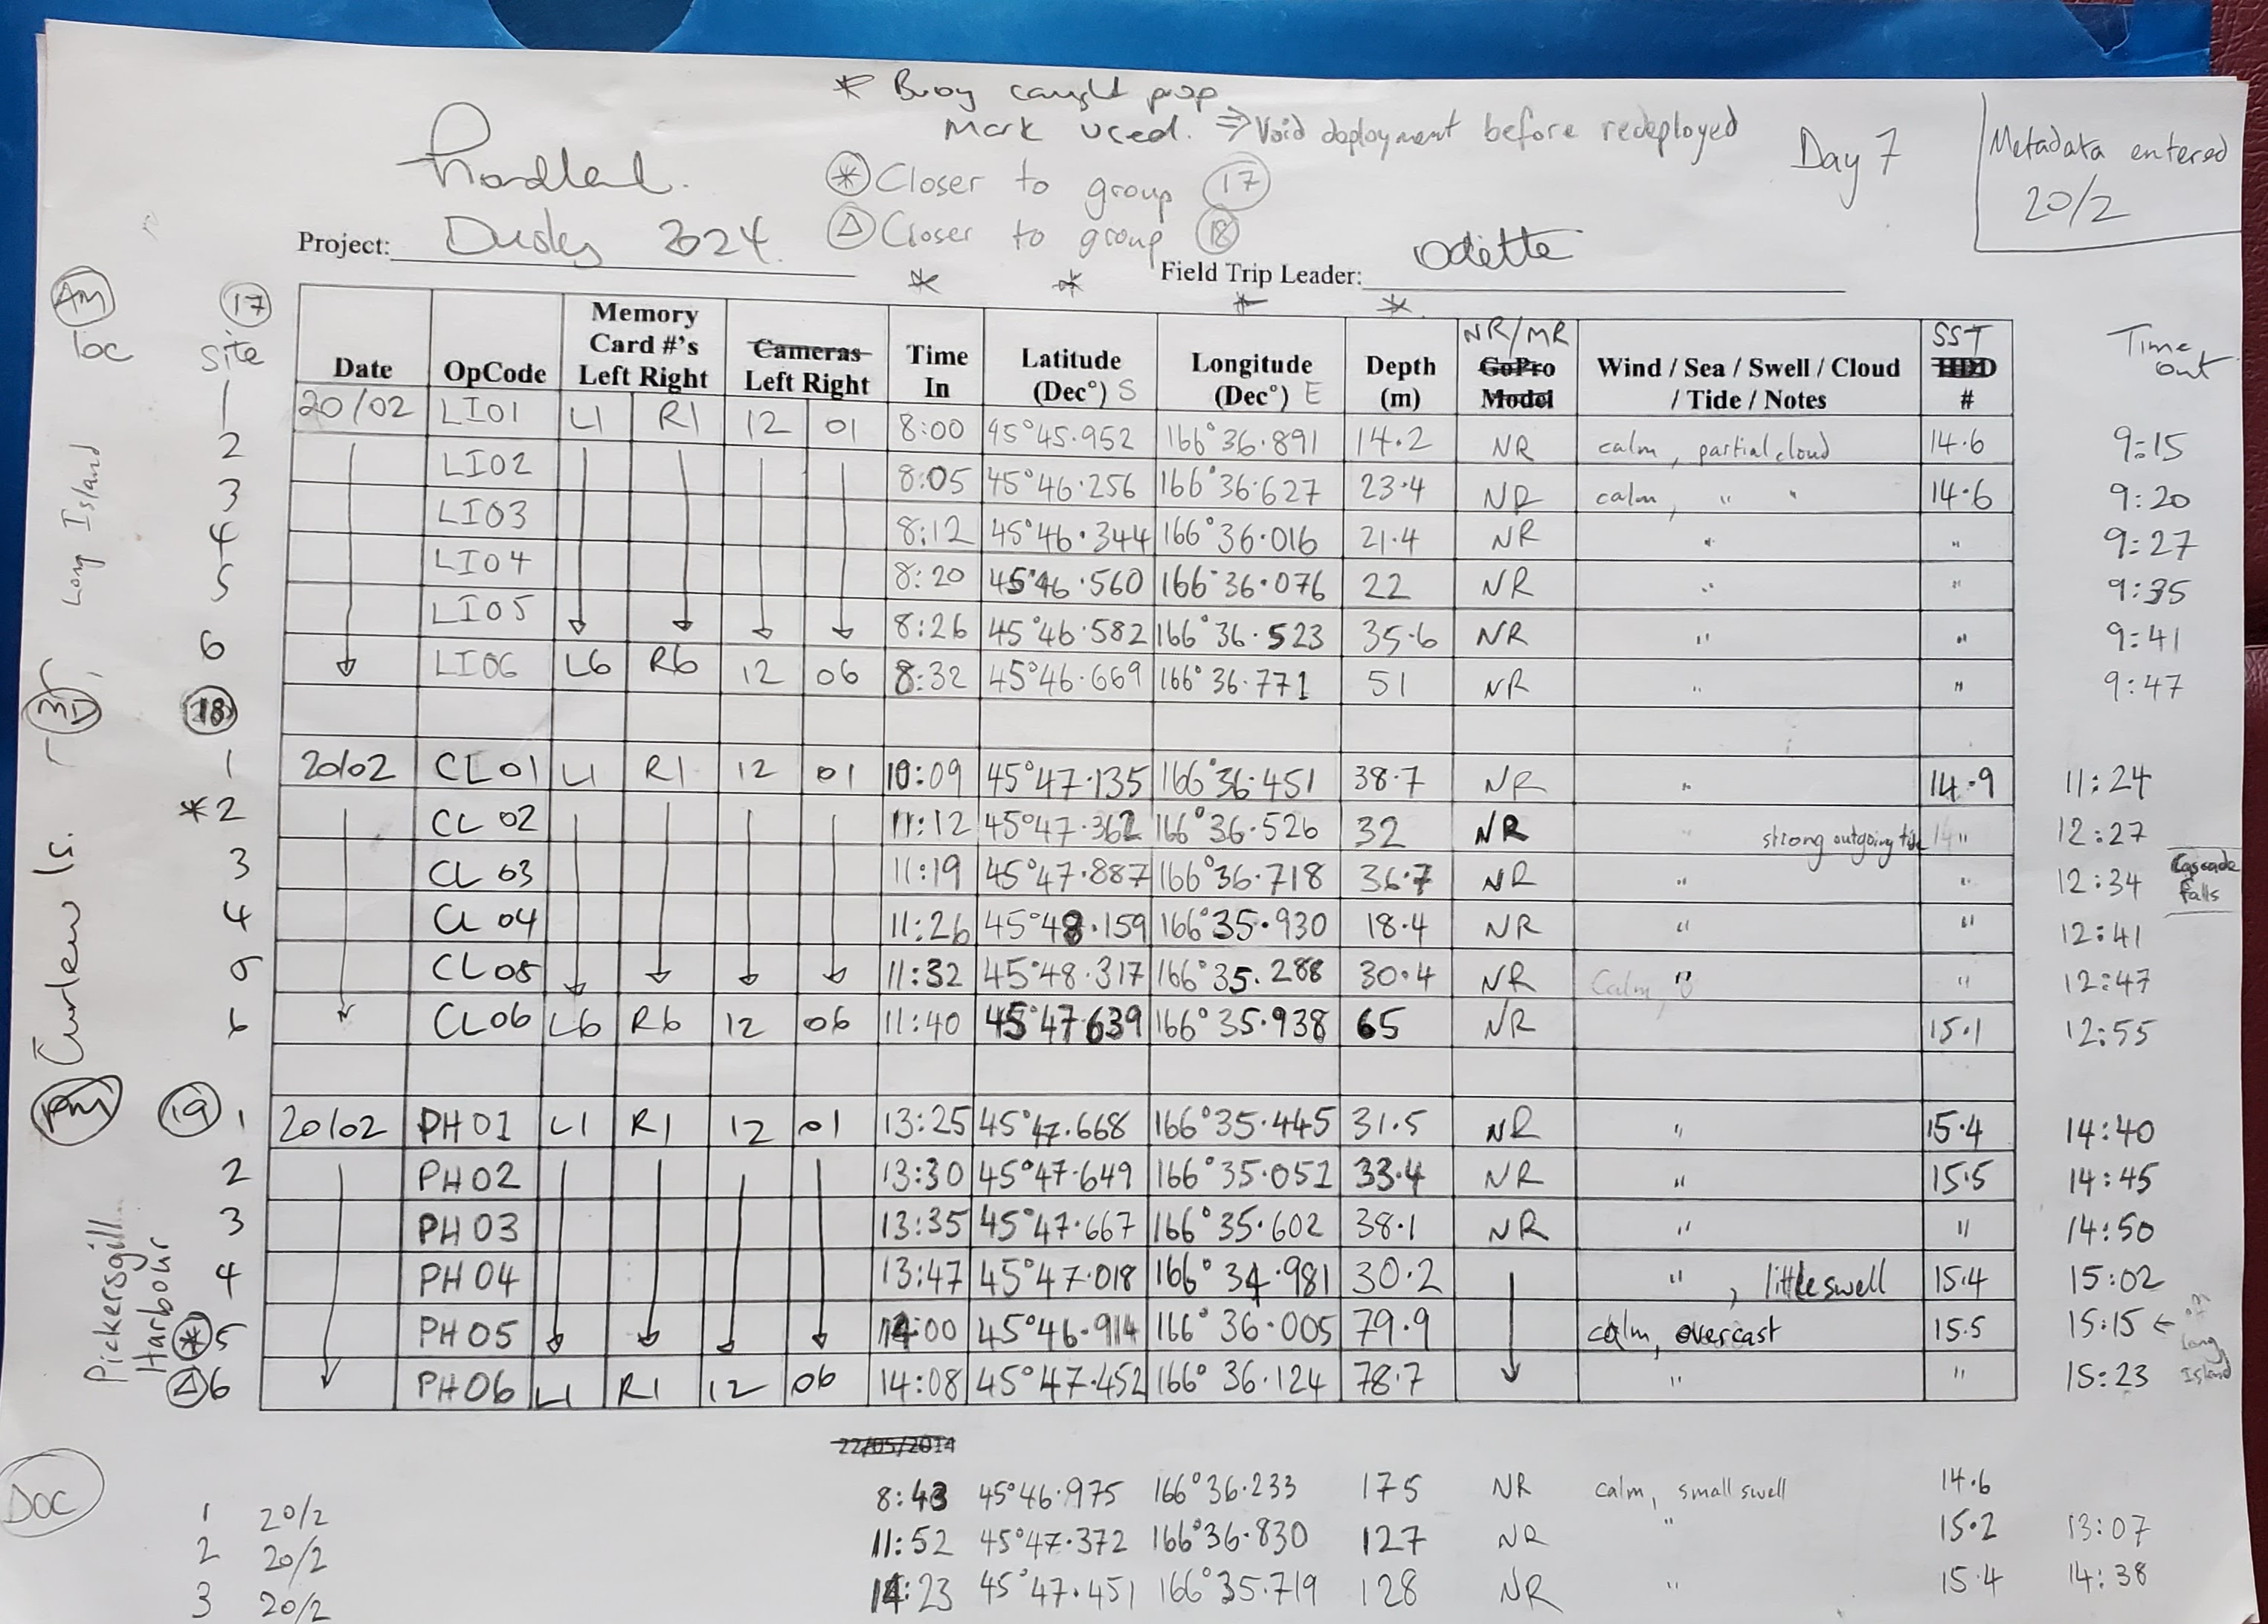 * Buoy caught prop
Mark used. ⇒ Void deployment before redeployed
Day 7
Metadata entered
20/2
⊛ Closer to group 17
△ Closer to group 18
Project: Dusky 2024
Field Trip Leader: Odette
* * * *
AM
Loc
17
Site
Date OpCode Memory Card #'s Left Right Cameras Left Right Time In Latitude (Dec°) S Longitude (Dec°) E Depth (m) NR/MR GoPro Model Wind / Sea / Swell / Cloud / Tide / Notes SST HDD # Time out
Long Island
1 20/02 LI01 L1 R1 12 01 8:00 45°45.952 166°36.891 14.2 NR calm, partial cloud 14.6 9:15
2 LI02 8:05 45°46.256 166°36.627 23.4 NR calm, " " 14.6 9:20
3 LI03 8:12 45°46.344 166°36.016 21.4 NR " " 9:27
4 LI04 8:20 45°46.560 166°36.076 22 NR " " 9:35
5 LI05 8:26 45°46.582 166°36.523 35.6 NR " " 9:41
6 LI06 L6 R6 12 06 8:32 45°46.669 166°36.771 51 NR " " 9:47
18
Curlew Is.
1 20/02 CL01 L1 R1 12 01 10:09 45°47.135 166°36.451 38.7 NR " 14.9 11:24
*2 CL02 11:12 45°47.362 166°36.526 32 NR " strong outgoing tide " 12:27
3 CL03 11:19 45°47.887 166°36.718 36.7 NR " " 12:34 Cascade Falls
4 CL04 11:26 45°48.159 166°35.930 18.4 NR " " 12:41
5 CL05 11:32 45°48.317 166°35.288 30.4 NR Calm, " " 12:47
6 CL06 L6 R6 12 06 11:40 45°47.639 166°35.938 65 NR 15.1 12:55
PM
19
Pickersgill Harbour
1 20/02 PH01 L1 R1 12 01 13:25 45°47.668 166°35.445 31.5 NR " 15.4 14:40
2 PH02 13:30 45°47.649 166°35.052 33.4 NR " 15.5 14:45
3 PH03 13:35 45°47.667 166°35.602 38.1 NR " " 14:50
4 PH04 13:47 45°47.018 166°34.981 30.2 " , little swell 15.4 15:02
⊛5 PH05 14:00 45°46.914 166°36.005 79.9 calm, overcast 15.5 15:15 ← Long Island
△6 PH06 L1 R1 12 06 14:08 45°47.452 166°36.124 78.7 " " 15:23
22/05/2014
DOC
1 20/2 8:43 45°46.975 166°36.233 175 NR calm, small swell 14.6
2 20/2 11:52 45°47.372 166°36.830 127 NR " 15.2 13:07
3 20/2 14:23 45°47.451 166°35.719 128 NR " 15.4 14:38